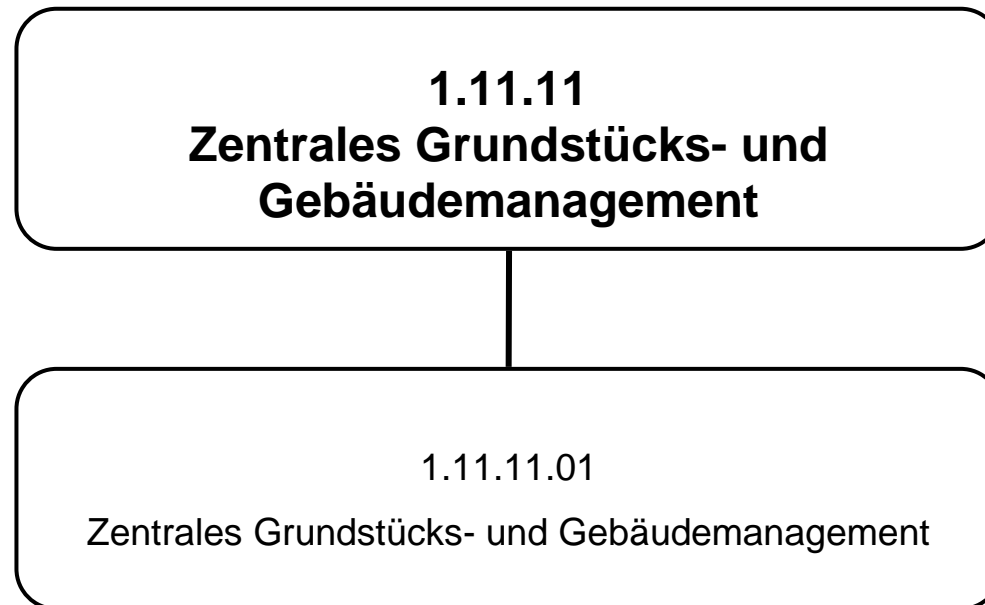 1.11.11
Zentrales Grundstücks- und
Gebäudemanagement
1.11.11.01
Zentrales Grundstücks- und Gebäudemanagement